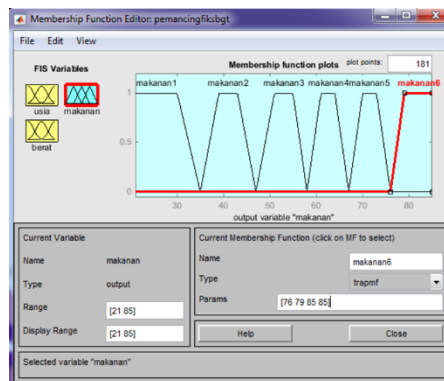 Membership Function Editor: pemancingfiksbgt
File Edit View
FIS Variables
usia
makanan
berat
Membership function plots
plot points:
181
makanan1 makanan2 makanan3 makanan4 makanan5 makanan6
1
0.5
0
30 40 50 60 70 80
output variable "makanan"
Current Variable
Name makanan
Type output
Range [21 85]
Display Range [21 85]
Current Membership Function (click on MF to select)
Name makanan6
Type trapmf
Params [76 79 85 85]
Help Close
Selected variable "makanan"